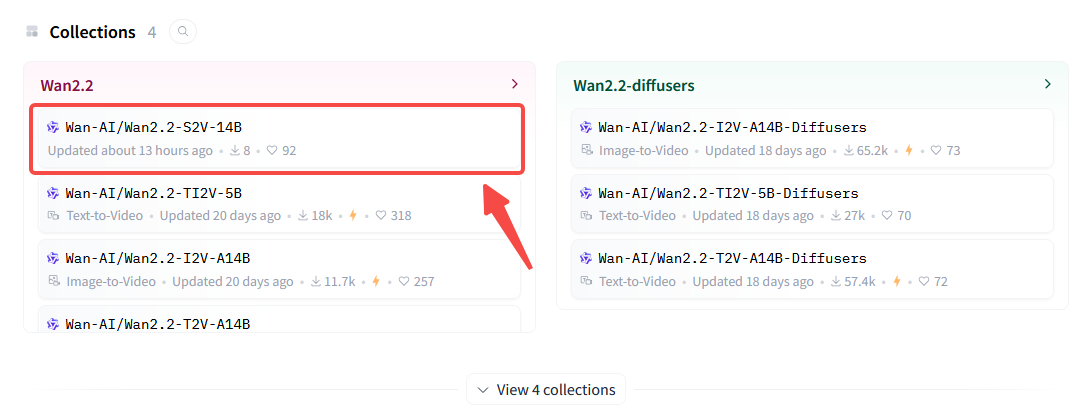 Collections 4
Wan2.2
Wan-AI/Wan2.2-S2V-14B
Updated about 13 hours ago • 8 • 92
Wan-AI/Wan2.2-TI2V-5B
Text-to-Video • Updated 20 days ago • 18k • • 318
Wan-AI/Wan2.2-I2V-A14B
Image-to-Video • Updated 20 days ago • 11.7k • • 257
Wan-AI/Wan2.2-T2V-A14B
Wan2.2-diffusers
Wan-AI/Wan2.2-I2V-A14B-Diffusers
Image-to-Video • Updated 18 days ago • 65.2k • • 73
Wan-AI/Wan2.2-TI2V-5B-Diffusers
Text-to-Video • Updated 18 days ago • 27k • 70
Wan-AI/Wan2.2-T2V-A14B-Diffusers
Text-to-Video • Updated 18 days ago • 57.4k • • 72
View 4 collections